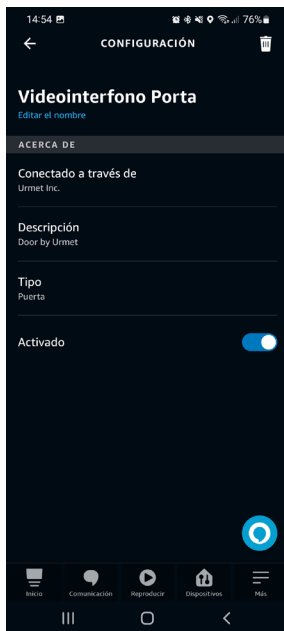 14:54 76%
CONFIGURACIÓN
Videointerfono Porta
Editar el nombre
ACERCA DE
Conectado a través de
Urmet Inc.
Descripción
Door by Urmet
Tipo
Puerta
Activado
Inicio Comunicación Reproducir Dispositivos Más